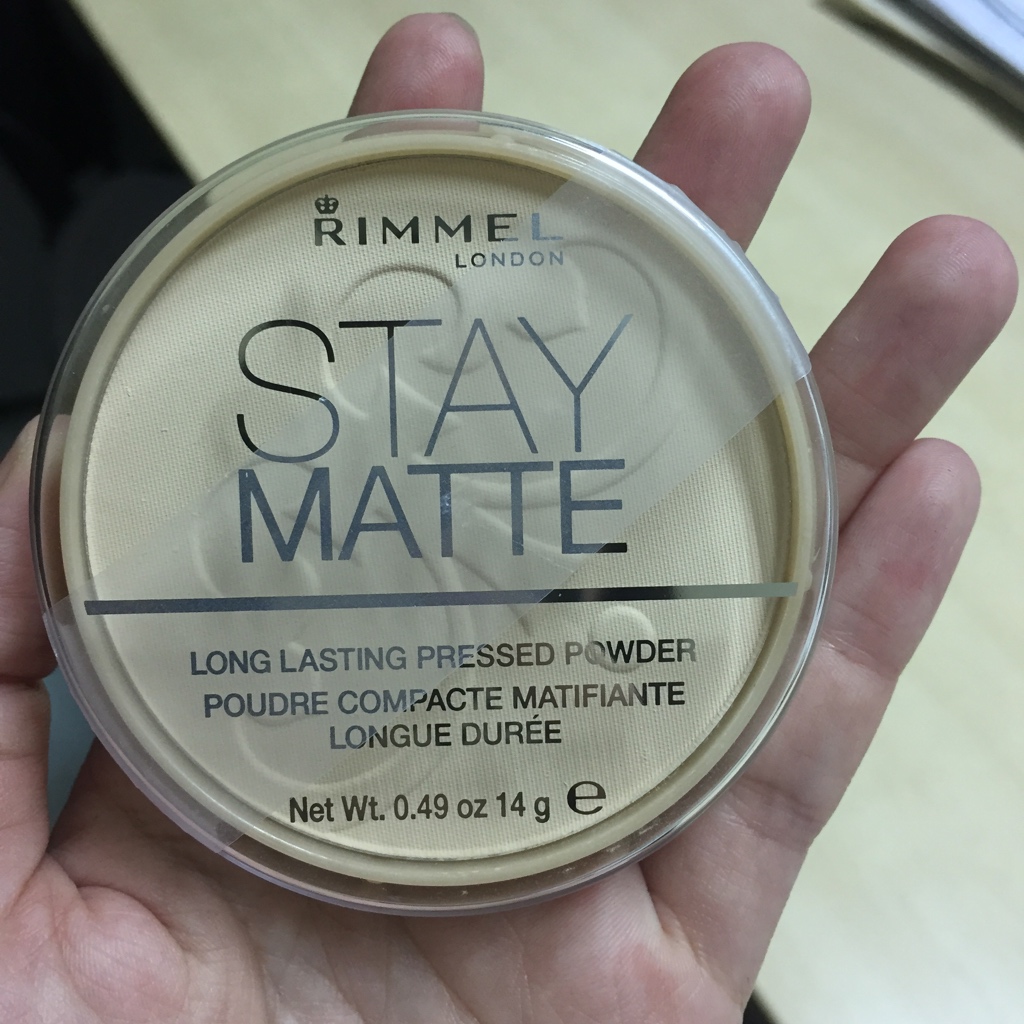 RIMMEL
LONDON
STAY
MATTE
LONG LASTING PRESSED POWDER
POUDRE COMPACTE MATIFIANTE
LONGUE DURÉE
Net Wt. 0.49 oz 14 g ℮